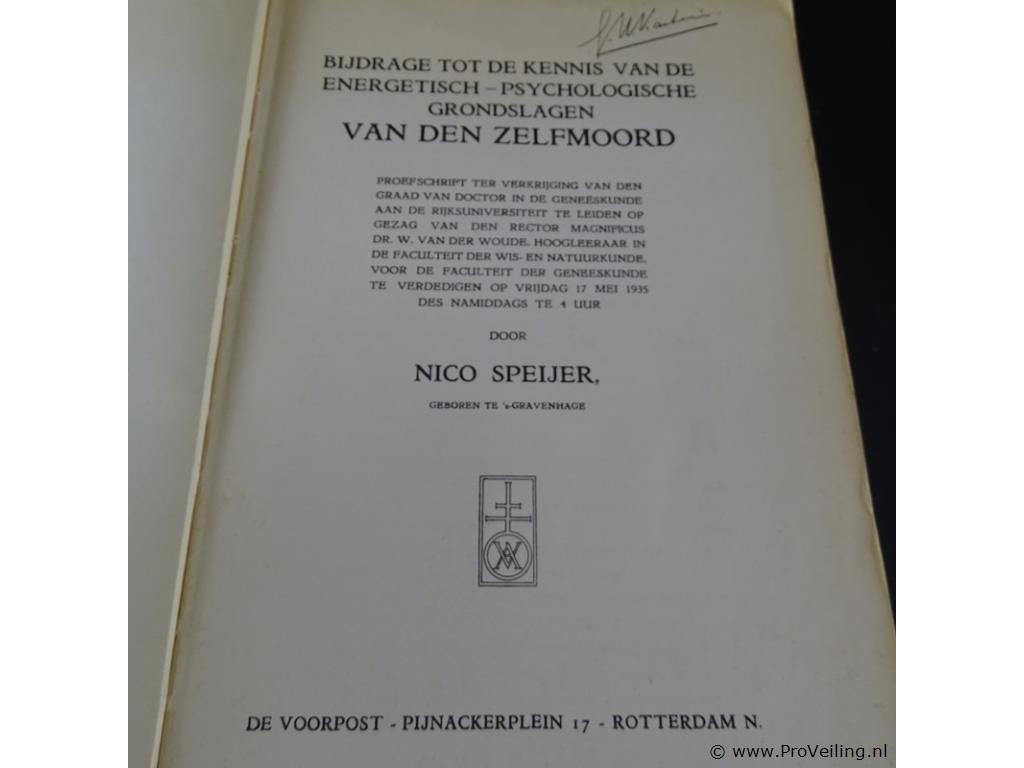 BIJDRAGE TOT DE KENNIS VAN DE
ENERGETISCH – PSYCHOLOGISCHE
GRONDSLAGEN
VAN DEN ZELFMOORD
PROEFSCHRIFT TER VERKRIJGING VAN DEN
GRAAD VAN DOCTOR IN DE GENEESKUNDE
AAN DE RIJKSUNIVERSITEIT TE LEIDEN OP
GEZAG VAN DEN RECTOR MAGNIFICUS
DR. W. VAN DER WOUDE, HOOGLEERAAR IN
DE FACULTEIT DER WIS- EN NATUURKUNDE,
VOOR DE FACULTEIT DER GENEESKUNDE
TE VERDEDIGEN OP VRIJDAG 17 MEI 1935
DES NAMIDDAGS TE 4 UUR
DOOR
NICO SPEIJER,
GEBOREN TE 's-GRAVENHAGE
DE VOORPOST - PIJNACKERPLEIN 17 - ROTTERDAM N.
© www.ProVeiling.nl